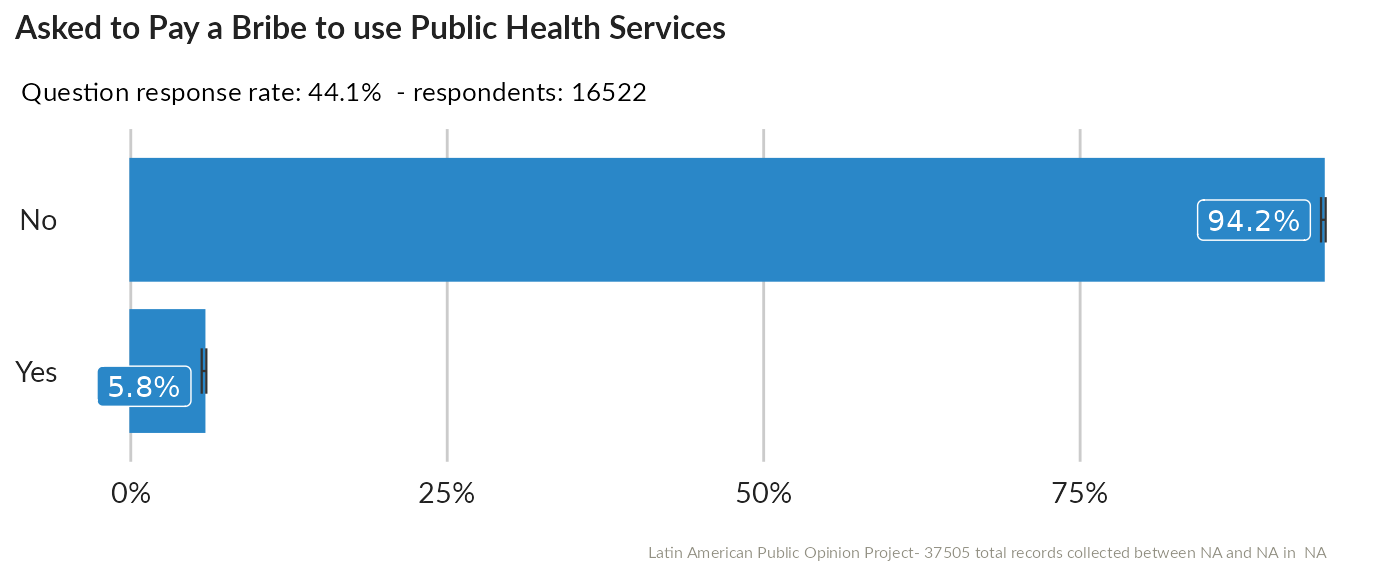 Asked to Pay a Bribe to use Public Health Services
Question response rate: 44.1%  - respondents: 16522
No
94.2%
Yes
5.8%
0% 25% 50% 75%
Latin American Public Opinion Project- 37505 total records collected between NA and NA in  NA